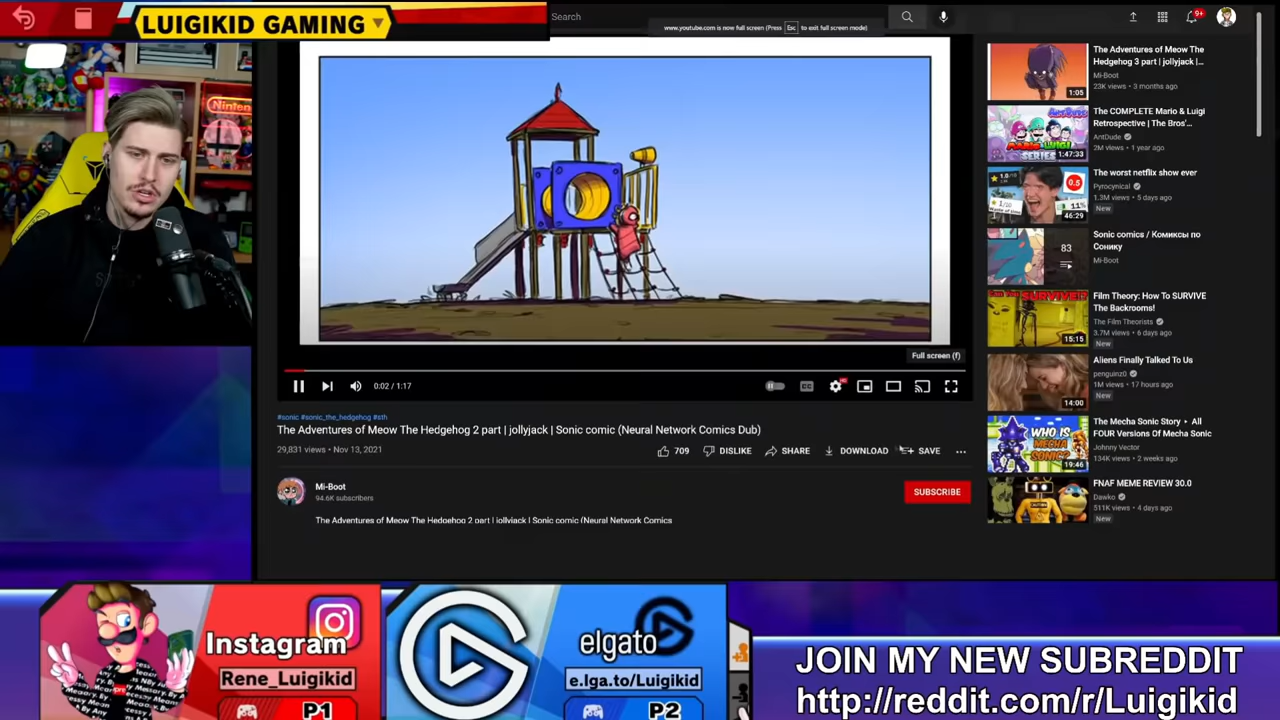 LUIGIKID GAMING
Search
www.youtube.com is now full screen (Press Esc to exit full screen mode)
9+
Nintendo
Full screen (f)
0:02 / 1:17
#sonic #sonic_the_hedgehog #sth
The Adventures of Meow The Hedgehog 2 part | jollyjack | Sonic comic (Neural Network Comics Dub)
29,831 views • Nov 13, 2021
709 DISLIKE SHARE DOWNLOAD SAVE
Mi-Boot
94.6K subscribers
SUBSCRIBE
The Adventures of Meow The Hedgehog 2 part | jollyjack | Sonic comic (Neural Network Comics
The Adventures of Meow The
Hedgehog 3 part | jollyjack |...
Mi-Boot
23K views • 3 months ago
1:05
The COMPLETE Mario & Luigi
Retrospective | The Bros'...
AntDude
2M views • 1 year ago
1:47:33
The worst netflix show ever
Pyrocynical
1.3M views • 5 days ago
New
0.5
11%
46:29
Sonic comics / Комиксы по
Сонику
Mi-Boot
83
Film Theory: How To SURVIVE
The Backrooms!
The Film Theorists
3.7M views • 6 days ago
New
15:15
Aliens Finally Talked To Us
penguinz0
1M views • 17 hours ago
New
14:00
The Mecha Sonic Story ▸ All
FOUR Versions Of Mecha Sonic
Johnny Vector
134K views • 2 weeks ago
WHO IS
MECHA
SONIC?
19:46
FNAF MEME REVIEW 30.0
Dawko
511K views • 4 days ago
New
Instagram
Rene_Luigikid
P1
elgato
e.lga.to/Luigikid
P2
JOIN MY NEW SUBREDDIT
http://reddit.com/r/Luigikid